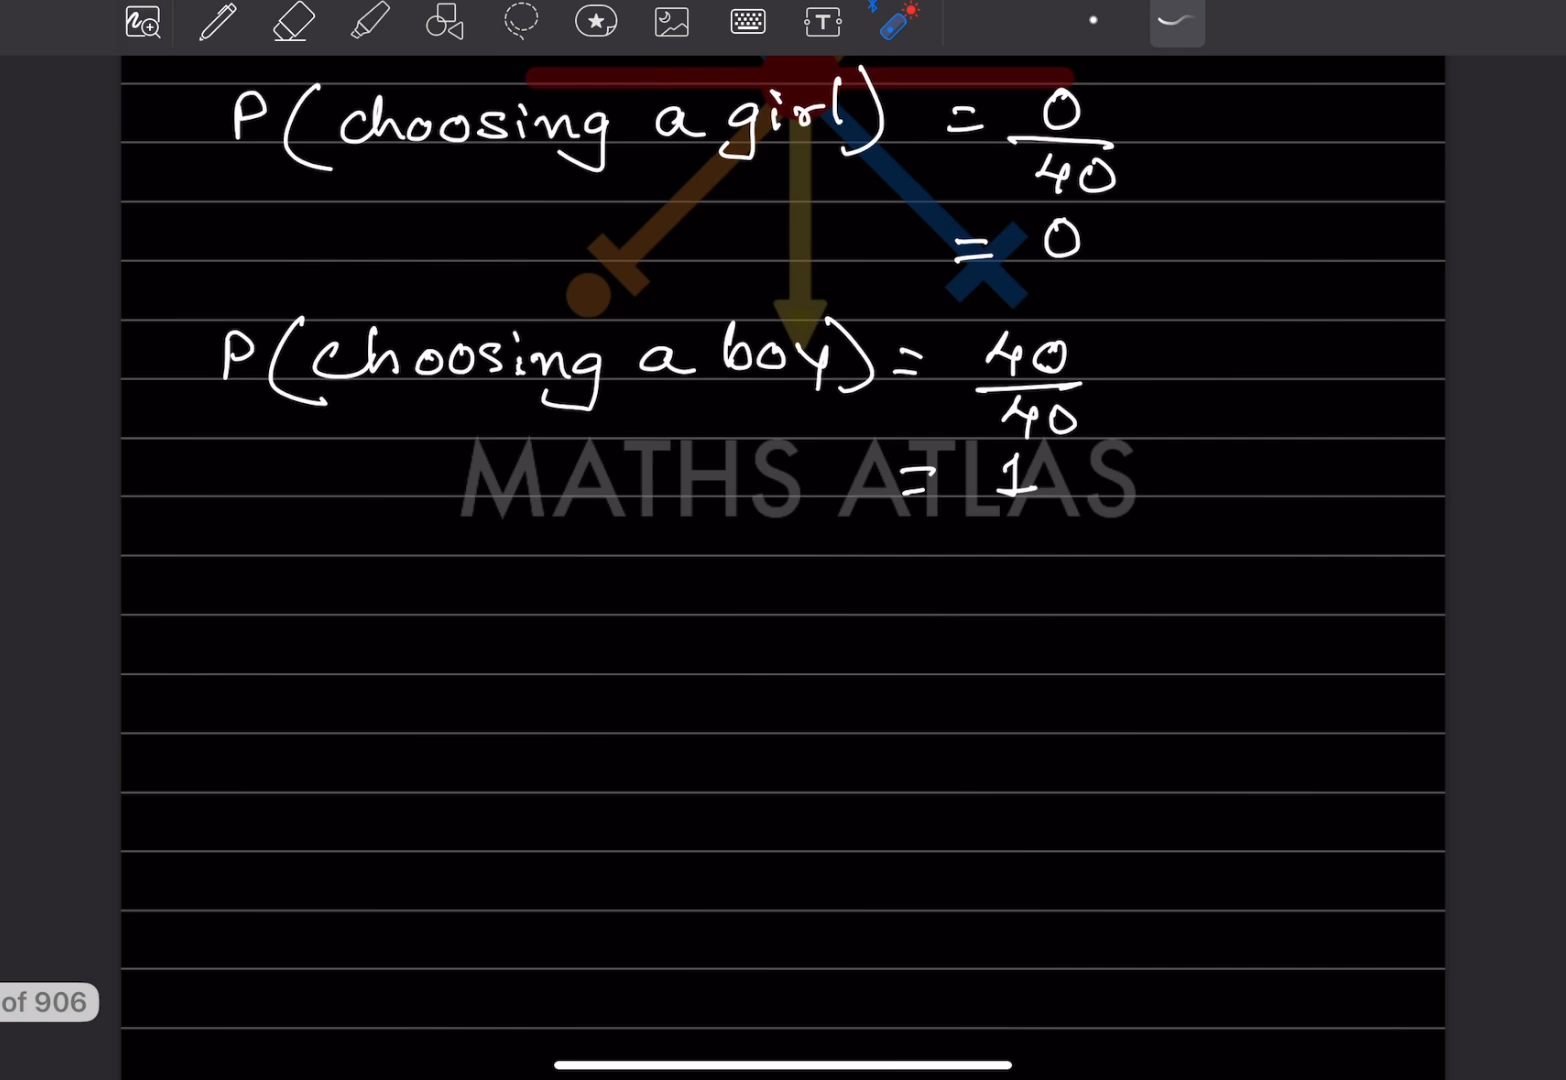 P(choosing a girl) = 0/40
= 0
P(choosing a boy) = 40/40
MATHS ATLAS
= 1
of 906